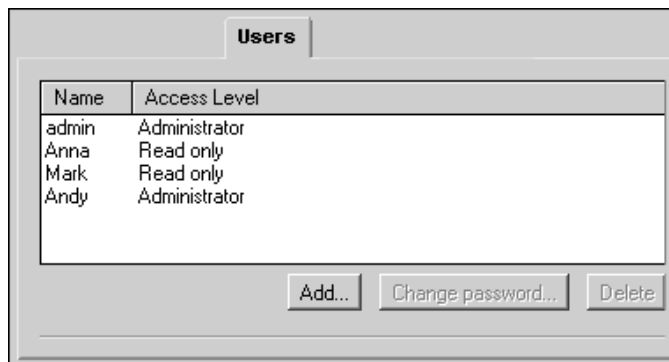 Users
Name Access Level
admin Administrator
Anna Read only
Mark Read only
Andy Administrator
Add... Change password... Delete